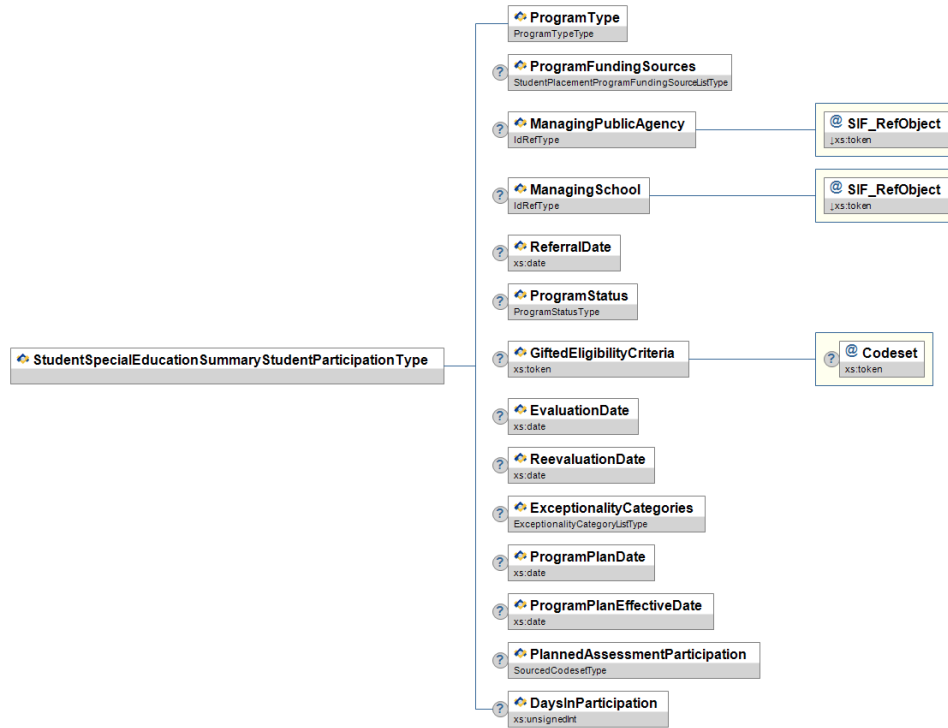 ProgramType
ProgramTypeType
? ProgramFundingSources
StudentPlacementProgramFundingSourceListType
? ManagingPublicAgency @ SIF_RefObject
IdRefType ↓xs:token
? ManagingSchool @ SIF_RefObject
IdRefType ↓xs:token
? ReferralDate
xs:date
? ProgramStatus
ProgramStatusType
StudentSpecialEducationSummaryStudentParticipationType
? GiftedEligibilityCriteria ? @ Codeset
xs:token xs:token
? EvaluationDate
xs:date
? ReevaluationDate
xs:date
? ExceptionalityCategories
ExceptionalityCategoryListType
? ProgramPlanDate
xs:date
? ProgramPlanEffectiveDate
xs:date
? PlannedAssessmentParticipation
SourcedCodesetType
? DaysInParticipation
xs:unsignedInt